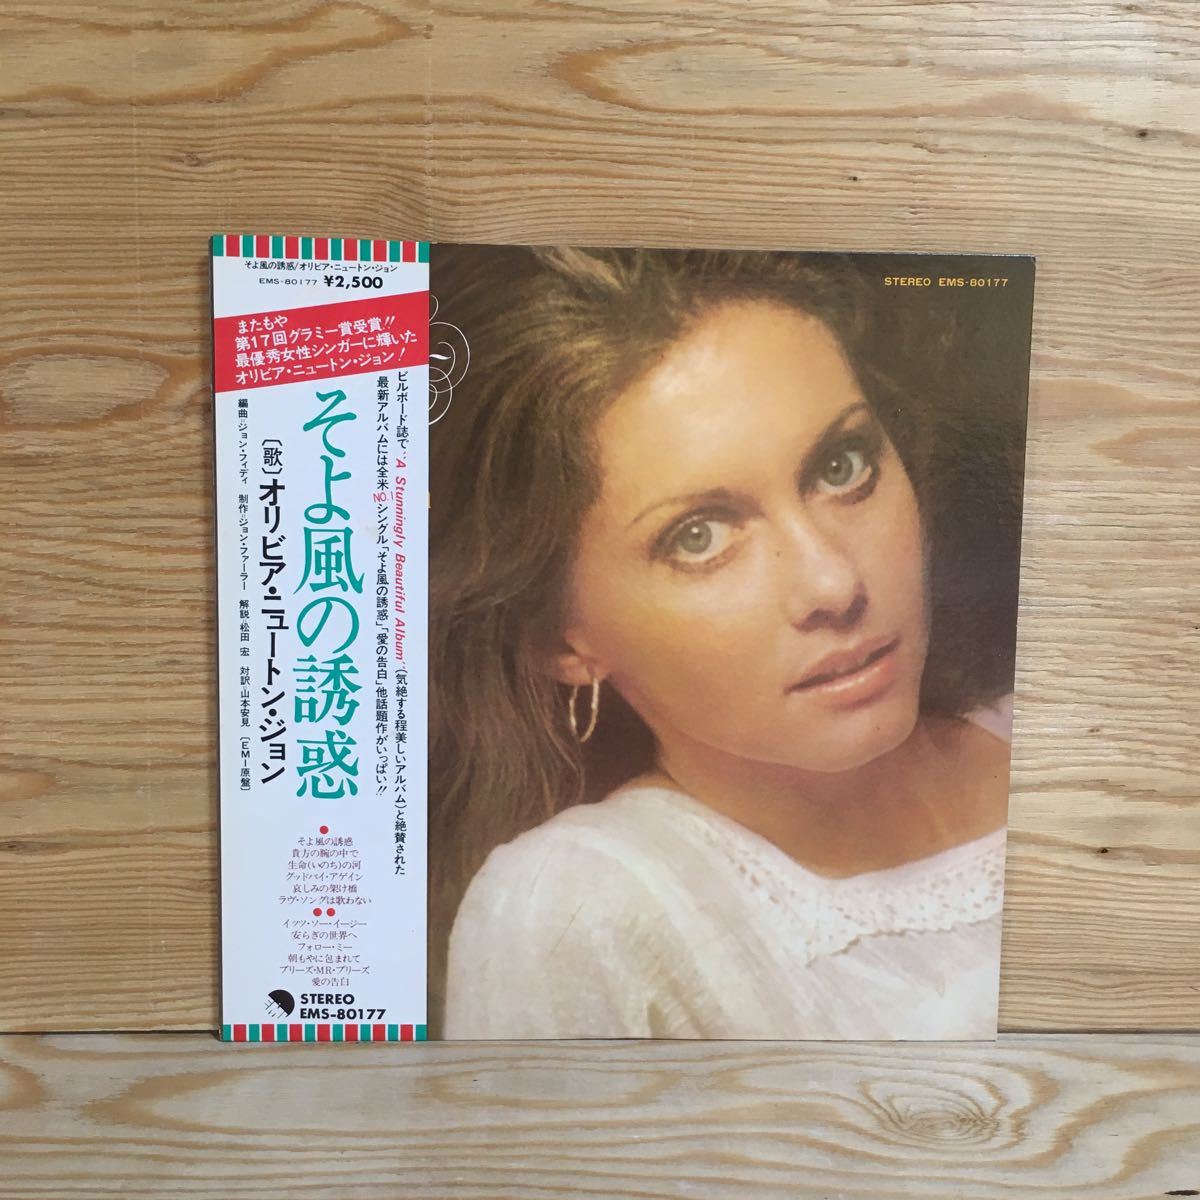 そよ風の誘惑/オリビア・ニュートン・ジョン
EMS-80177 ¥2,500
またもや
第17回グラミー賞受賞!!
最優秀女性シンガーに輝いた
オリビア・ニュートン・ジョン!
ビルボード誌で"A Stunningly Beautiful Album"(気絶する程美しいアルバム)と絶賛された
最新アルバムには全米NO.1シングル「そよ風の誘惑」「愛の告白」他話題作がいっぱい!!
そよ風の誘惑
〔歌〕オリビア・ニュートン・ジョン
編曲=ジョン・フィディ 制作=ジョン・ファーラー 解説=松田 宏 対訳=山本安見 〔EMI原盤〕
●
そよ風の誘惑
貴方の腕の中で
生命(いのち)の河
グッドバイ・アゲイン
哀しみの架け橋
ラヴ・ソングは歌わない
●●
イッツ・ソー・イージー
安らぎの世界へ
フォロー・ミー
朝もやに包まれて
プリーズ・MR・プリーズ
愛の告白
STEREO
EMS-80177
STEREO EMS-80177